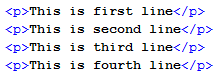 <p>This is first line</p>
<p>This is second line</p>
<p>This is third line</p>
<p>This is fourth line</p>